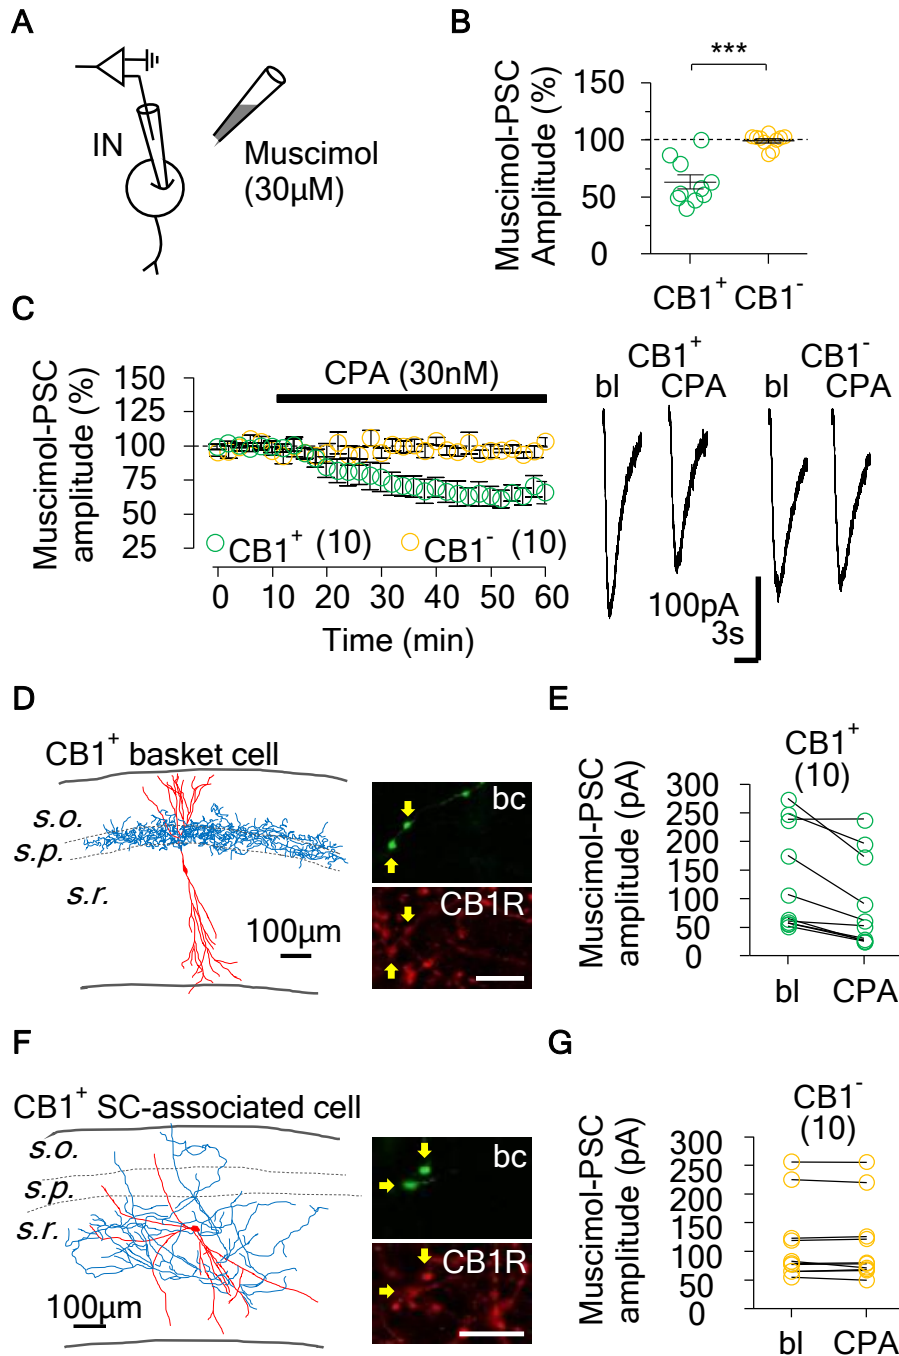 A
IN
Muscimol
(30µM)
B
***
Muscimol-PSC
Amplitude (%)
150
100
50
0
CB1+ CB1-
C
Muscimol-PSC
amplitude (%)
150
125
100
75
50
25
CPA (30nM)
CB1+ (10) CB1- (10)
0 10 20 30 40 50 60
Time (min)
CB1+ CB1-
bl CPA bl CPA
100pA
3s
D
CB1+ basket cell
s.o.
s.p.
s.r.
100µm
bc
CB1R
E
CB1+
(10)
Muscimol-PSC
amplitude (pA)
300
250
200
150
100
50
0
bl CPA
F
CB1+ SC-associated cell
s.o.
s.p.
s.r.
100µm
bc
CB1R
G
CB1-
(10)
Muscimol-PSC
amplitude (pA)
300
250
200
150
100
50
0
bl CPA